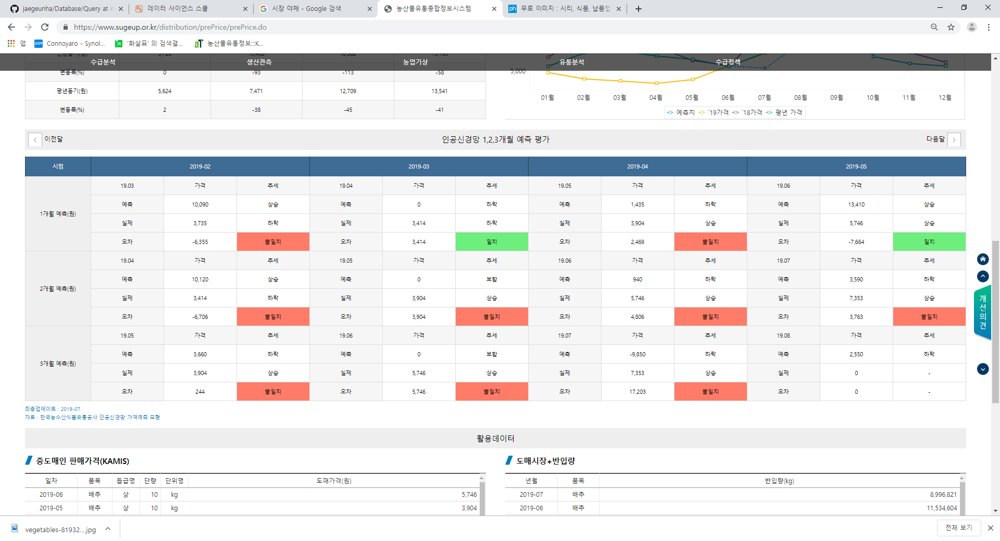 jaegeunha/Database/Query at m
데이터 사이언스 스쿨
시장 야채 - Google 검색
농산물유통종합정보시스템
무료 이미지 : 시티, 식품, 납품업
https://www.sugeup.or.kr/distribution/prePrice/prePrice.do
앱
Connoyaro - Synol...
'화살표' 의 검색결...
농산물유통정보:::K...
수급분석 생산관측 농업기상 유통분석 수급정책
변동폭(%) 0 -93 -113 -58
평년동기(원) 5,624 7,471 12,709 13,541
변동폭(%) 2 -38 -45 -41
5,000
01월 02월 03월 04월 05월 06월 07월 08월 09월 10월 11월 12월
예측치 `19가격 `18가격 평년 가격
이전달 인공신경망 1,2,3개월 예측 평가 다음달
시점 2019-02 2019-03 2019-04 2019-05
1개월 예측(원)
19.03 가격 추세 19.04 가격 추세 19.05 가격 추세 19.06 가격 추세
예측 10,090 상승 예측 0 하락 예측 1,435 하락 예측 13,410 상승
실제 3,735 하락 실제 3,414 하락 실제 3,904 상승 실제 5,746 상승
오차 -6,355 불일치 오차 3,414 일치 오차 2,469 불일치 오차 -7,664 일치
2개월 예측(원)
19.04 가격 추세 19.05 가격 추세 19.06 가격 추세 19.07 가격 추세
예측 10,120 상승 예측 0 보합 예측 940 하락 예측 3,590 하락
실제 3,414 하락 실제 3,904 상승 실제 5,746 상승 실제 7,353 상승
오차 -6,706 불일치 오차 3,904 불일치 오차 4,806 불일치 오차 3,763 불일치
3개월 예측(원)
19.05 가격 추세 19.06 가격 추세 19.07 가격 추세 19.08 가격 추세
예측 3,660 하락 예측 0 보합 예측 -9,850 하락 예측 2,550 하락
실제 3,904 상승 실제 5,746 상승 실제 7,353 상승 실제 0 -
오차 244 불일치 오차 5,746 불일치 오차 17,203 불일치 오차 0 -
개선의견
최종업데이트 : 2019-07
자료 : 한국농수산식품유통공사 인공신경망 가격예측 모형
활용데이터
중도매인 판매가격(KAMIS)
일자 품목 등급명 단량 단위명 도매가격(원)
2019-06 배추 상 10 kg 5,746
2019-05 배추 상 10 kg 3,904
도매시장+반입량
년월 품목 반입량(kg)
2019-07 배추 8,996,821
2019-06 배추 11,534,604
vegetables-81932....jpg
전체 보기